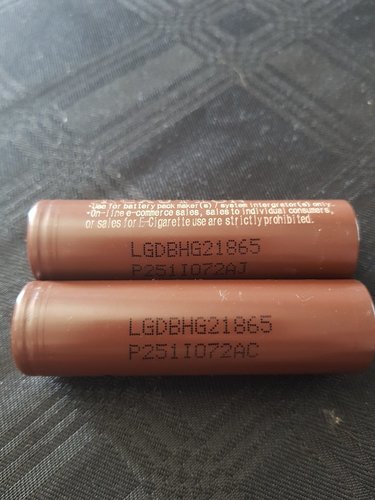 *Use for battery pack maker(s) / system intergrator(s) only.
*On-line e-commerce sales, sales to individual consumers,
or sales for E-Cigarette use are strictly prohibited.
LGDBHG21865
P251I072AJ
LGDBHG21865
P251I072AC